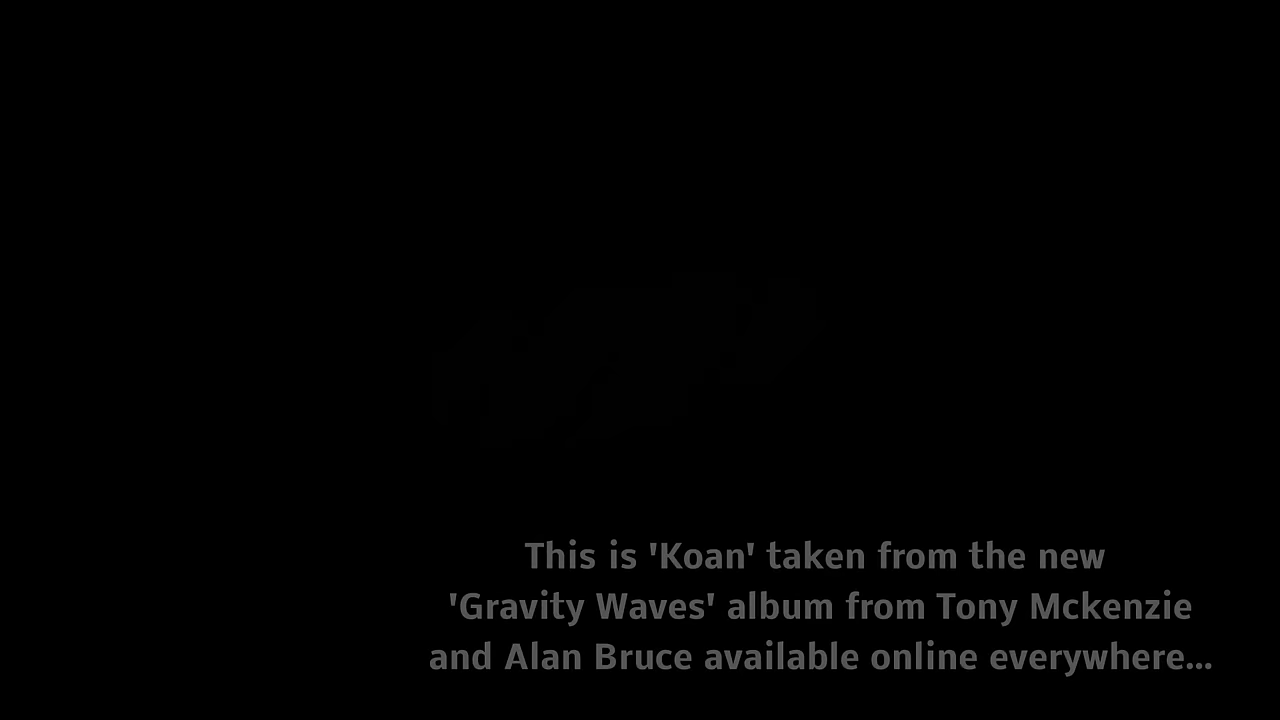 This is 'Koan' taken from the new
'Gravity Waves' album from Tony Mckenzie
and Alan Bruce available online everywhere...